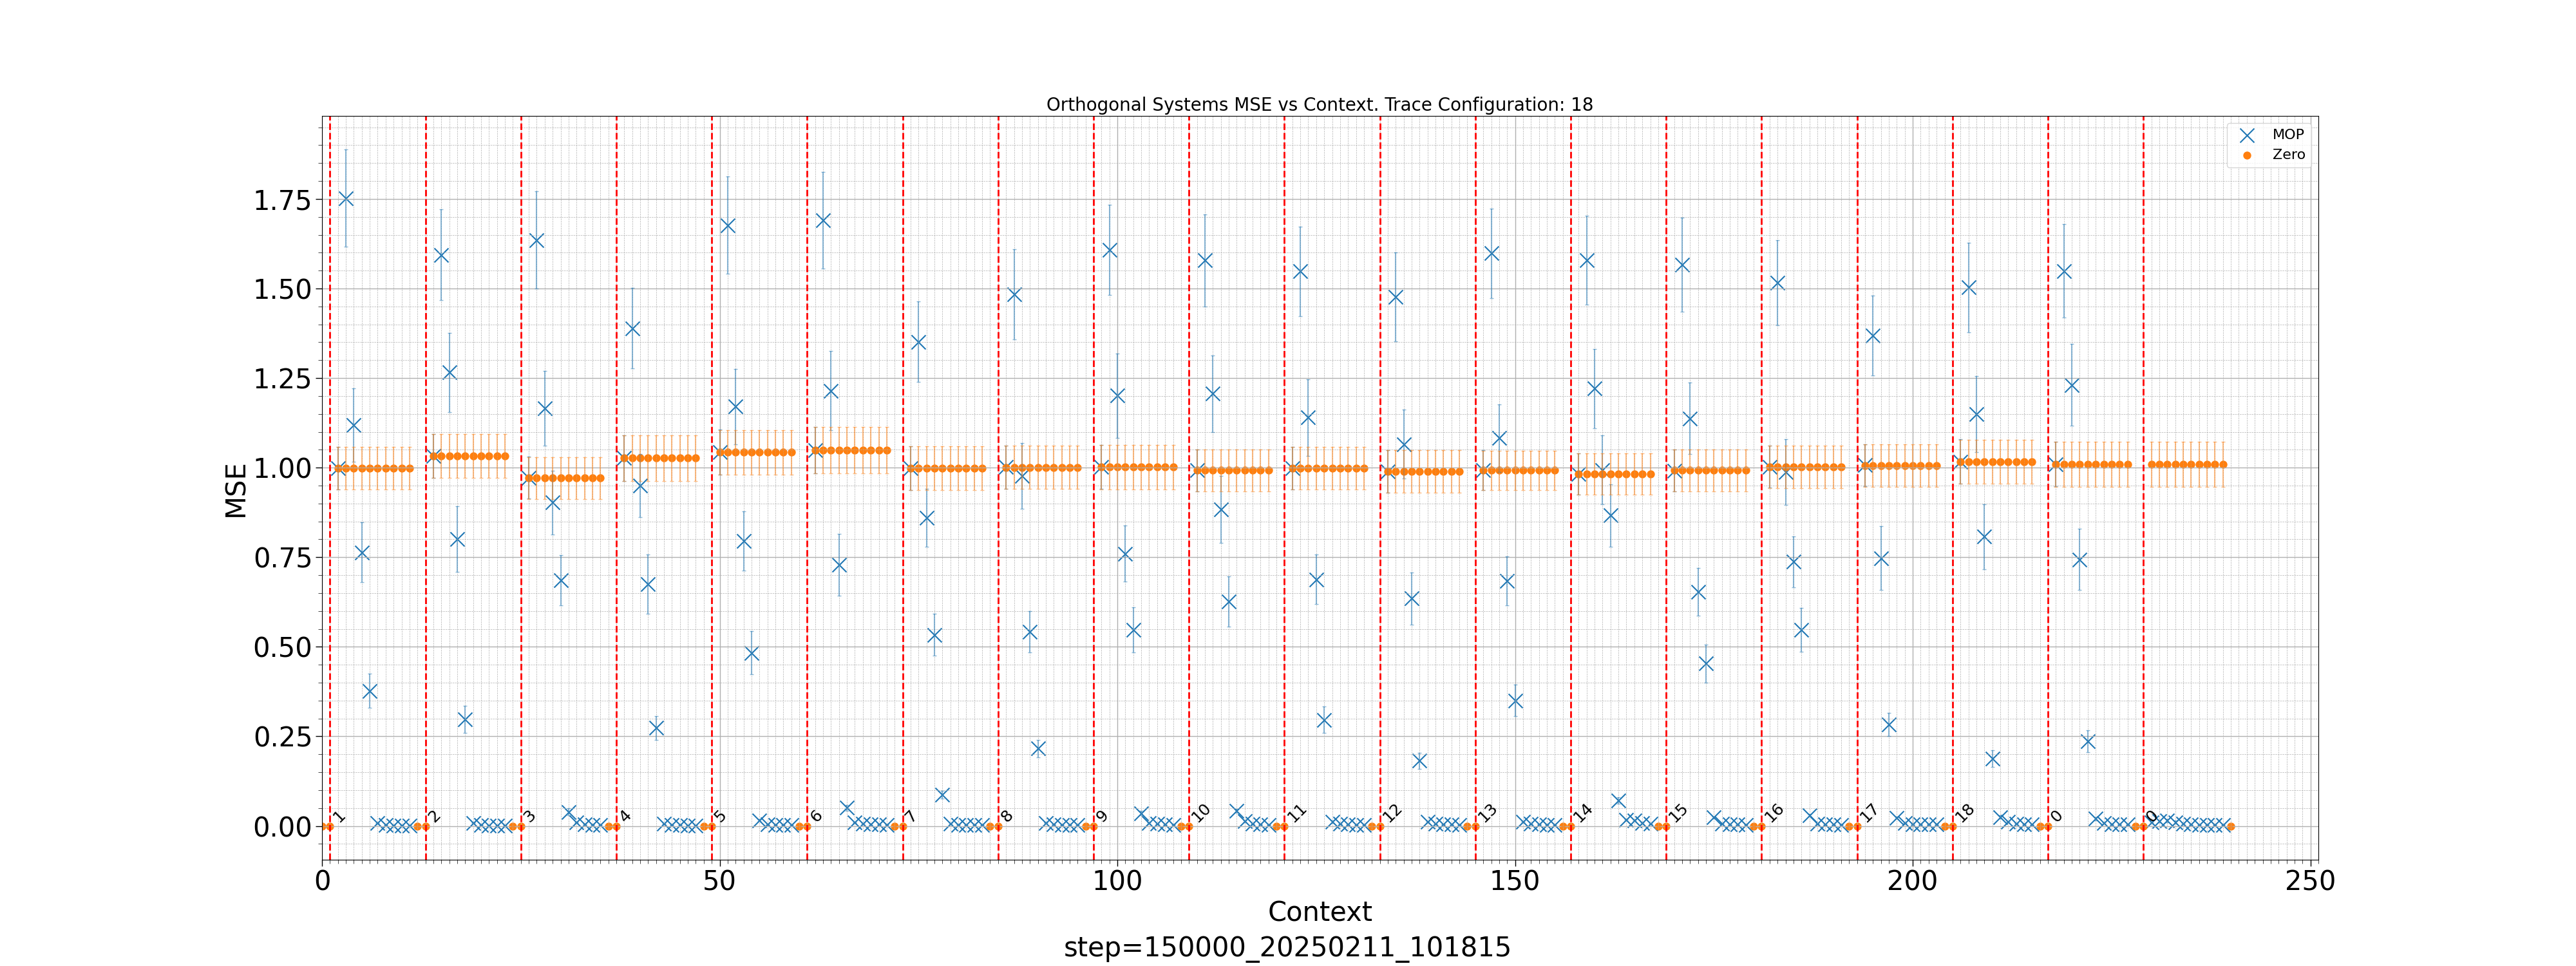 Orthogonal Systems MSE vs Context. Trace Configuration: 18
MOP
Zero
MSE
1.75
1.50
1.25
1.00
0.75
0.50
0.25
0.00
1 2 3 4 5 6 7 8 9 10 11 12 13 14 15 16 17 18 0 0
0 50 100 150 200 250
Context
step=150000_20250211_101815